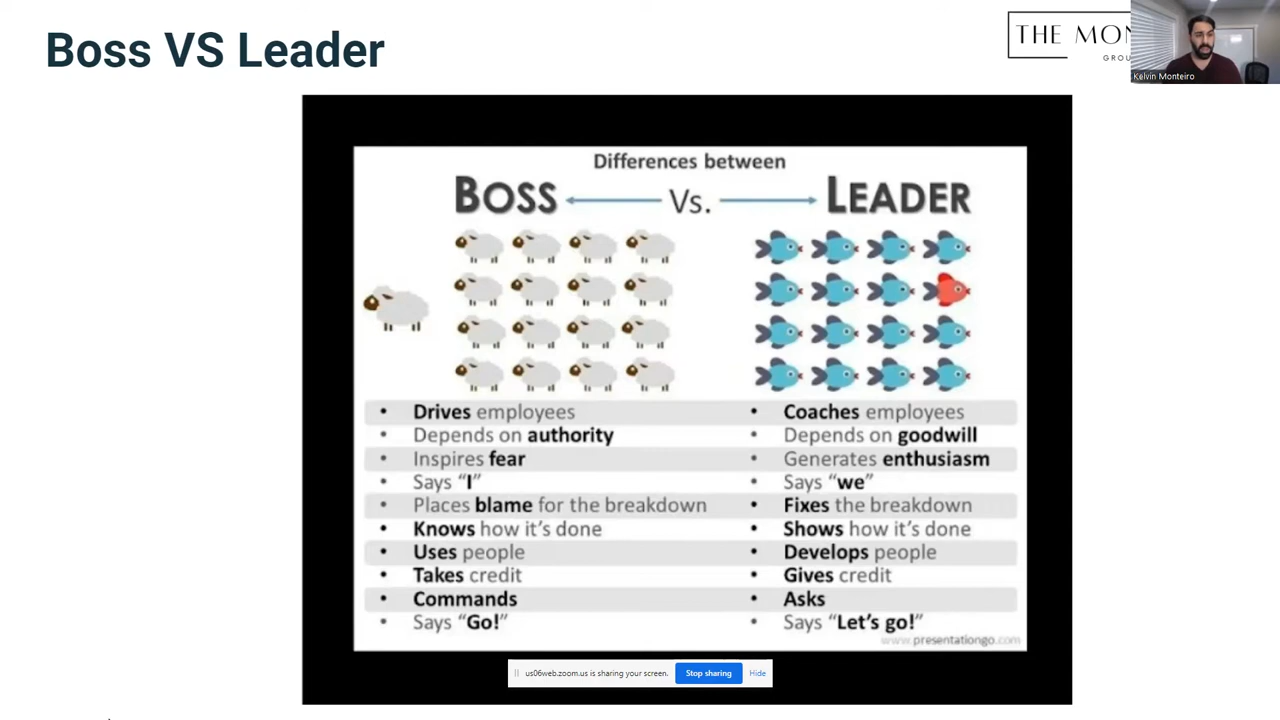 Boss VS Leader
THE MON
GROU
Kelvin Monteiro
Differences between
BOSS Vs. LEADER
• Drives employees • Coaches employees
• Depends on authority • Depends on goodwill
• Inspires fear • Generates enthusiasm
• Says “I” • Says “we”
• Places blame for the breakdown • Fixes the breakdown
• Knows how it’s done • Shows how it’s done
• Uses people • Develops people
• Takes credit • Gives credit
• Commands • Asks
• Says “Go!” • Says “Let’s go!”
www.presentationgo.com
us06web.zoom.us is sharing your screen. Stop sharing Hide